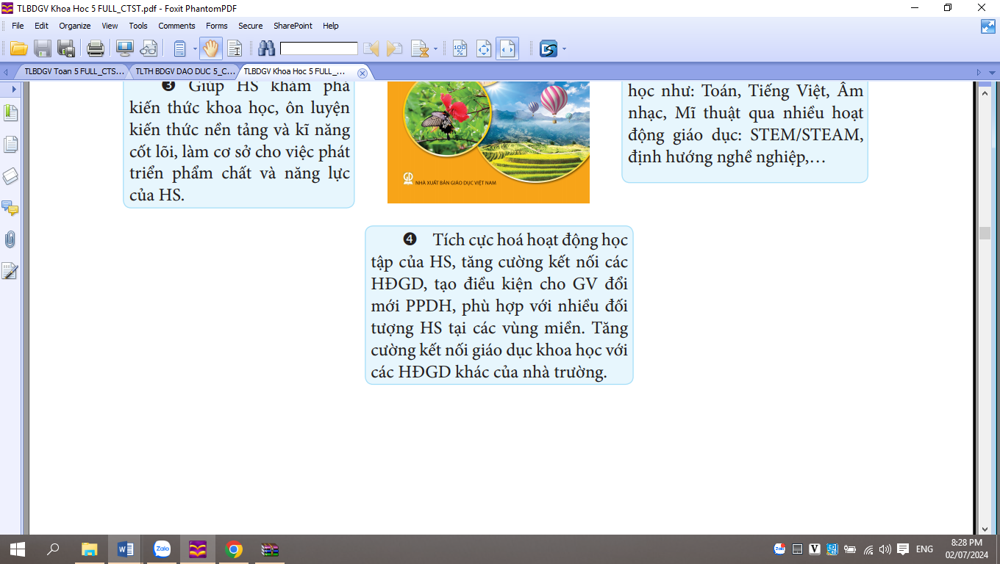 TLBDGV Khoa Hoc 5 FULL_CTST.pdf - Foxit PhantomPDF
File Edit Organize View Tools Comments Forms Secure SharePoint Help
TLBDGV Toan 5 FULL_CTS... TLTH BDGV DAO DUC 5_C... TLBDGV Khoa Hoc 5 FULL_...
❸ Giúp HS khám phá
kiến thức khoa học, ôn luyện
kiến thức nền tảng và kĩ năng
cốt lõi, làm cơ sở cho việc phát
triển phẩm chất và năng lực
của HS.
NHÀ XUẤT BẢN GIÁO DỤC VIỆT NAM
học như: Toán, Tiếng Việt, Âm
nhạc, Mĩ thuật qua nhiều hoạt
động giáo dục: STEM/STEAM,
định hướng nghề nghiệp,…
❹ Tích cực hoá hoạt động học
tập của HS, tăng cường kết nối các
HĐGD, tạo điều kiện cho GV đổi
mới PPDH, phù hợp với nhiều đối
tượng HS tại các vùng miền. Tăng
cường kết nối giáo dục khoa học với
các HĐGD khác của nhà trường.
Zalo
ENG
8:28 PM
02/07/2024